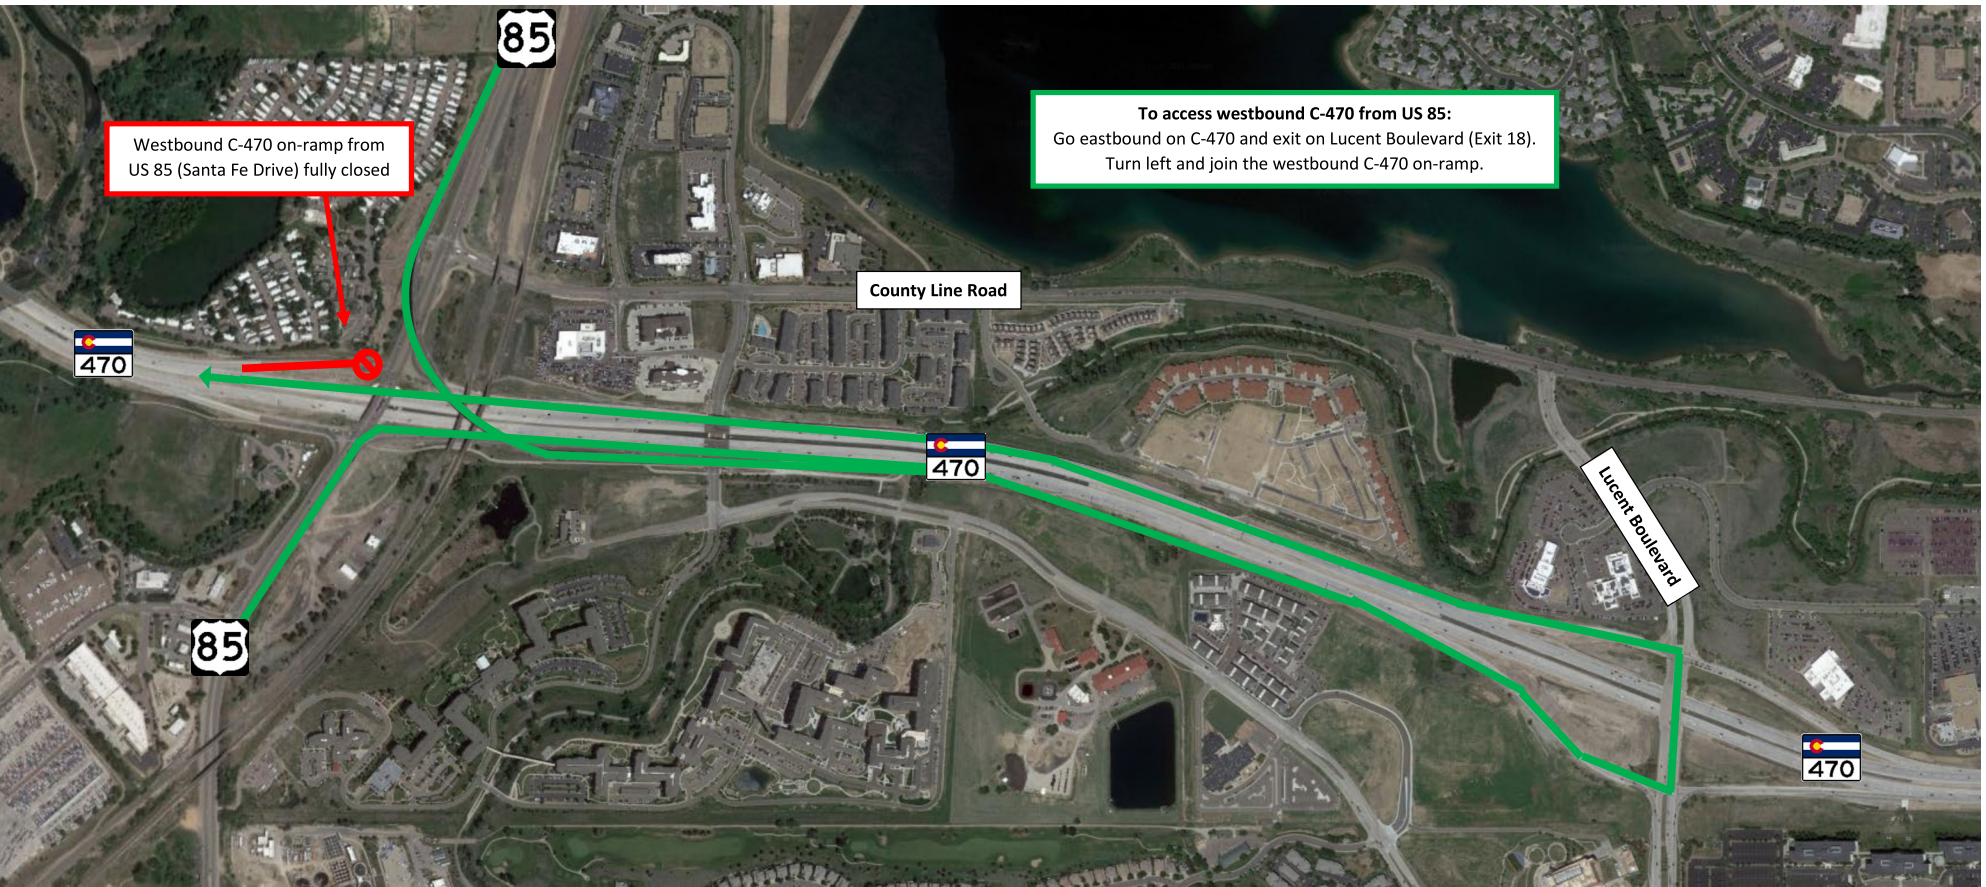 85
To access westbound C-470 from US 85:
Go eastbound on C-470 and exit on Lucent Boulevard (Exit 18).
Turn left and join the westbound C-470 on-ramp.
Westbound C-470 on-ramp from
US 85 (Santa Fe Drive) fully closed
County Line Road
470
470
Lucent Boulevard
85
470